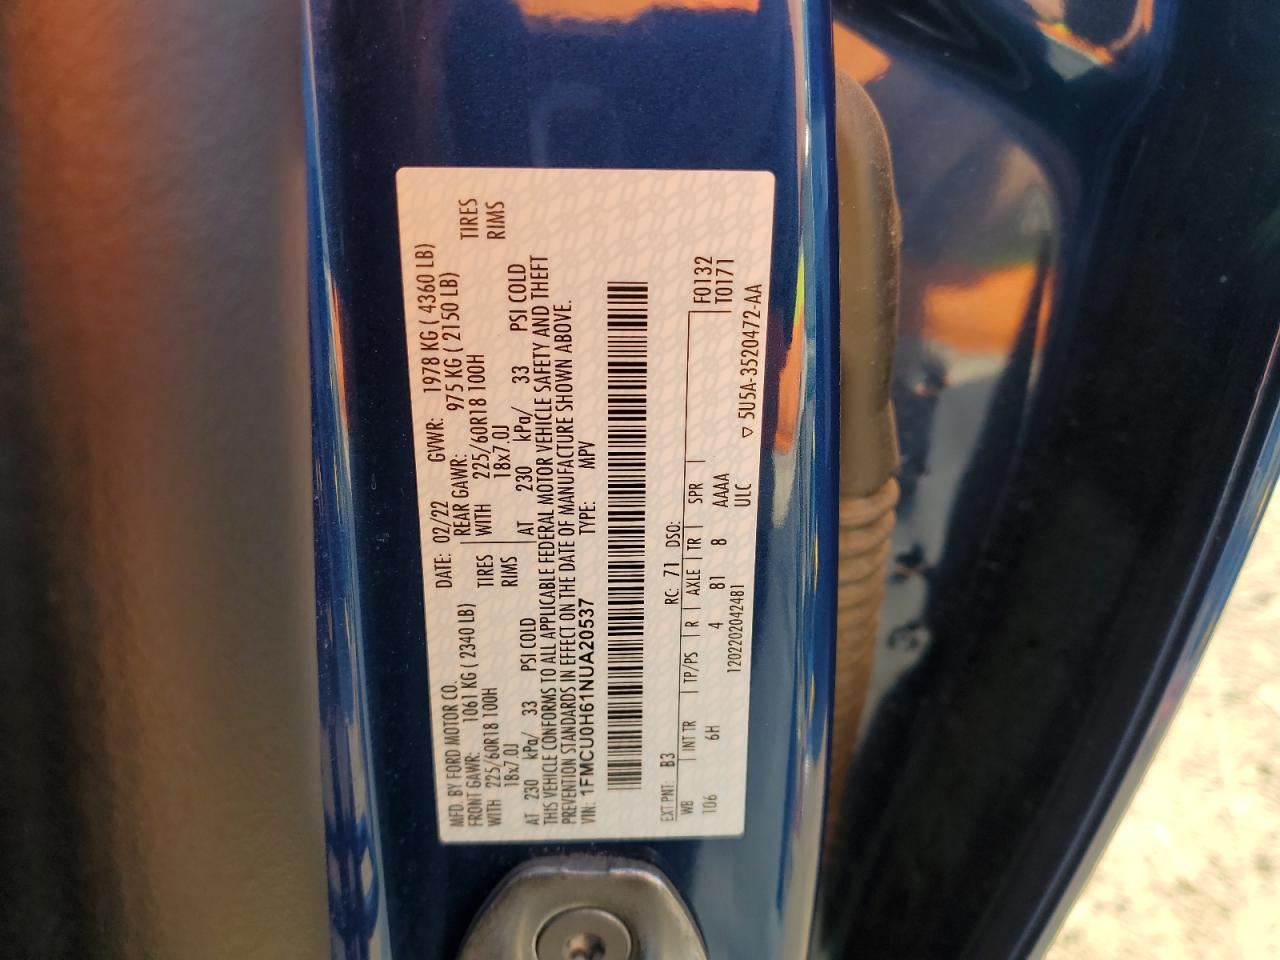 MFD. BY FORD MOTOR CO.
DATE: 02/22 GVWR: 1978 KG ( 4360 LB)
FRONT GAWR: 1061 KG ( 2340 LB) REAR GAWR: 975 KG ( 2150 LB)
WITH 225/60R18 100H TIRES WITH 225/60R18 100H TIRES
18x7.0J RIMS 18x7.0J RIMS
AT 230 kPa/ 33 PSI COLD AT 230 kPa/ 33 PSI COLD
THIS VEHICLE CONFORMS TO ALL APPLICABLE FEDERAL MOTOR VEHICLE SAFETY AND THEFT
PREVENTION STANDARDS IN EFFECT ON THE DATE OF MANUFACTURE SHOWN ABOVE.
VIN: 1FMCU0H61NUA20537 TYPE: MPV
EXT PNT: B3 RC: 71 DSO: F0132
WB INT TR TP/PS R AXLE TR SPR T0171
106 6H 4 81 8 AAAA
1202202042481 ULC ▽ 5U5A-3520472-AA